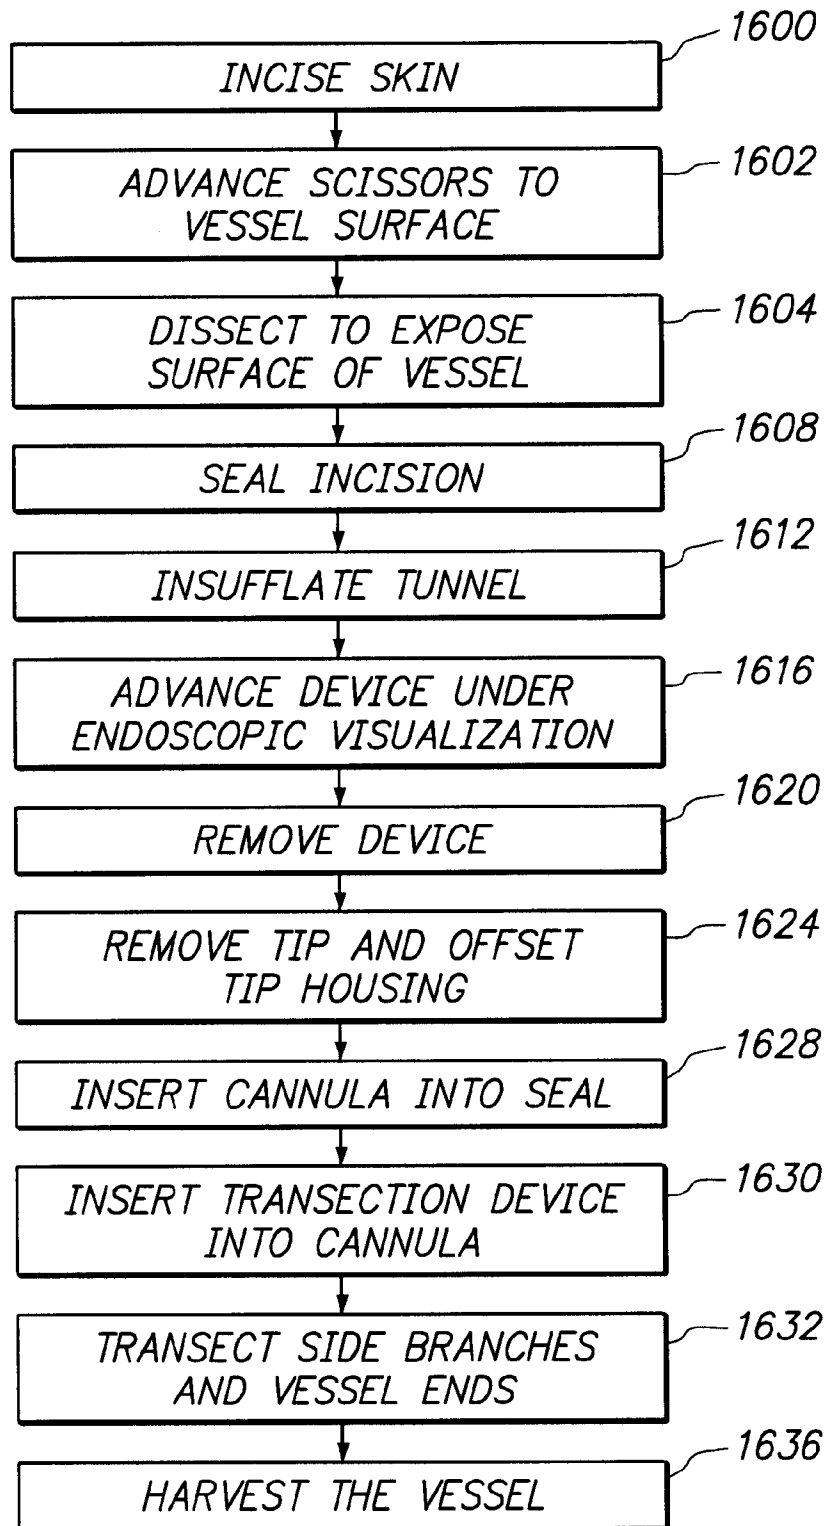 1600
INCISE SKIN
1602
ADVANCE SCISSORS TO
VESSEL SURFACE
1604
DISSECT TO EXPOSE
SURFACE OF VESSEL
1608
SEAL INCISION
1612
INSUFFLATE TUNNEL
1616
ADVANCE DEVICE UNDER
ENDOSCOPIC VISUALIZATION
1620
REMOVE DEVICE
1624
REMOVE TIP AND OFFSET
TIP HOUSING
1628
INSERT CANNULA INTO SEAL
1630
INSERT TRANSECTION DEVICE
INTO CANNULA
1632
TRANSECT SIDE BRANCHES
AND VESSEL ENDS
1636
HARVEST THE VESSEL